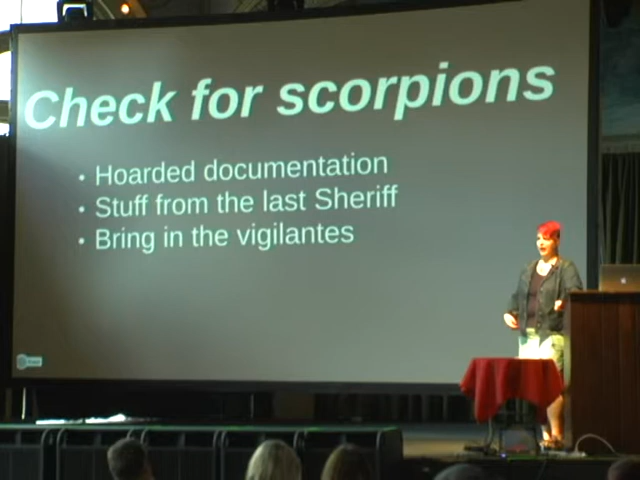 Check for scorpions
• Hoarded documentation
• Stuff from the last Sheriff
• Bring in the vigilantes